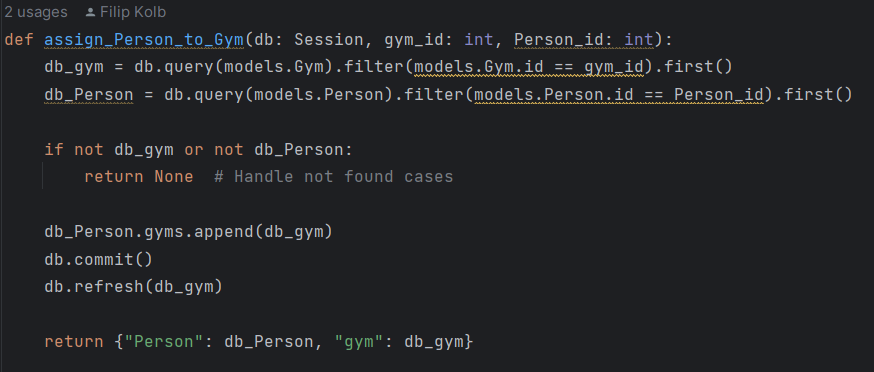 2 usages Filip Kolb
def assign_Person_to_Gym(db: Session, gym_id: int, Person_id: int):
    db_gym = db.query(models.Gym).filter(models.Gym.id == gym_id).first()
    db_Person = db.query(models.Person).filter(models.Person.id == Person_id).first()

    if not db_gym or not db_Person:
        return None  # Handle not found cases

    db_Person.gyms.append(db_gym)
    db.commit()
    db.refresh(db_gym)

    return {"Person": db_Person, "gym": db_gym}